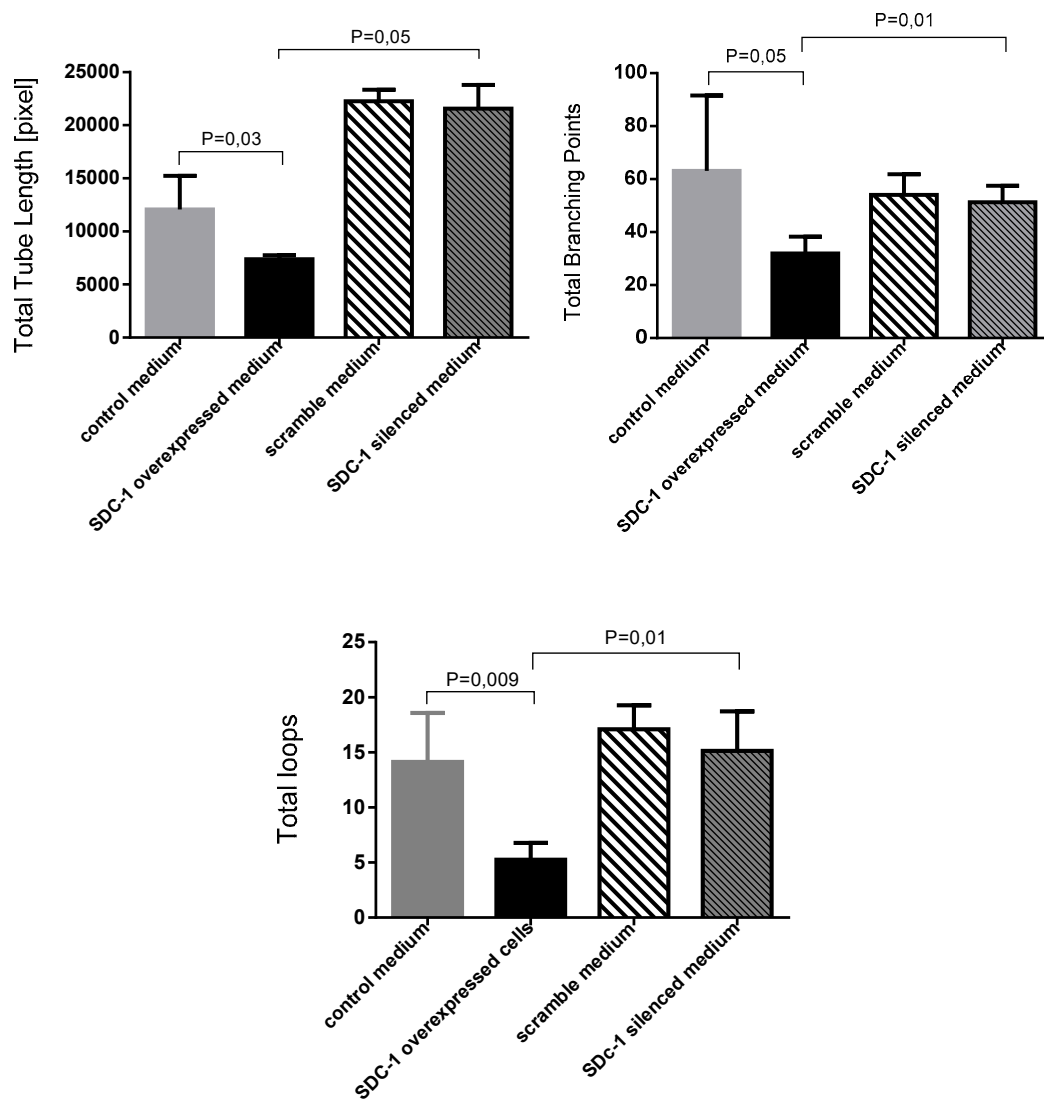 P=0,05
P=0,03
25000
20000
15000
10000
5000
0
Total Tube Length [pixel]
control medium
SDC-1 overexpressed medium
scramble medium
SDC-1 silenced medium
P=0,01
P=0,05
100
80
60
40
20
0
Total Branching Points
control medium
SDC-1 overexpressed medium
scramble medium
SDC-1 silenced medium
P=0,01
P=0,009
25
20
15
10
5
0
Total loops
control medium
SDC-1 overexpressed cells
scramble medium
SDc-1 silenced medium